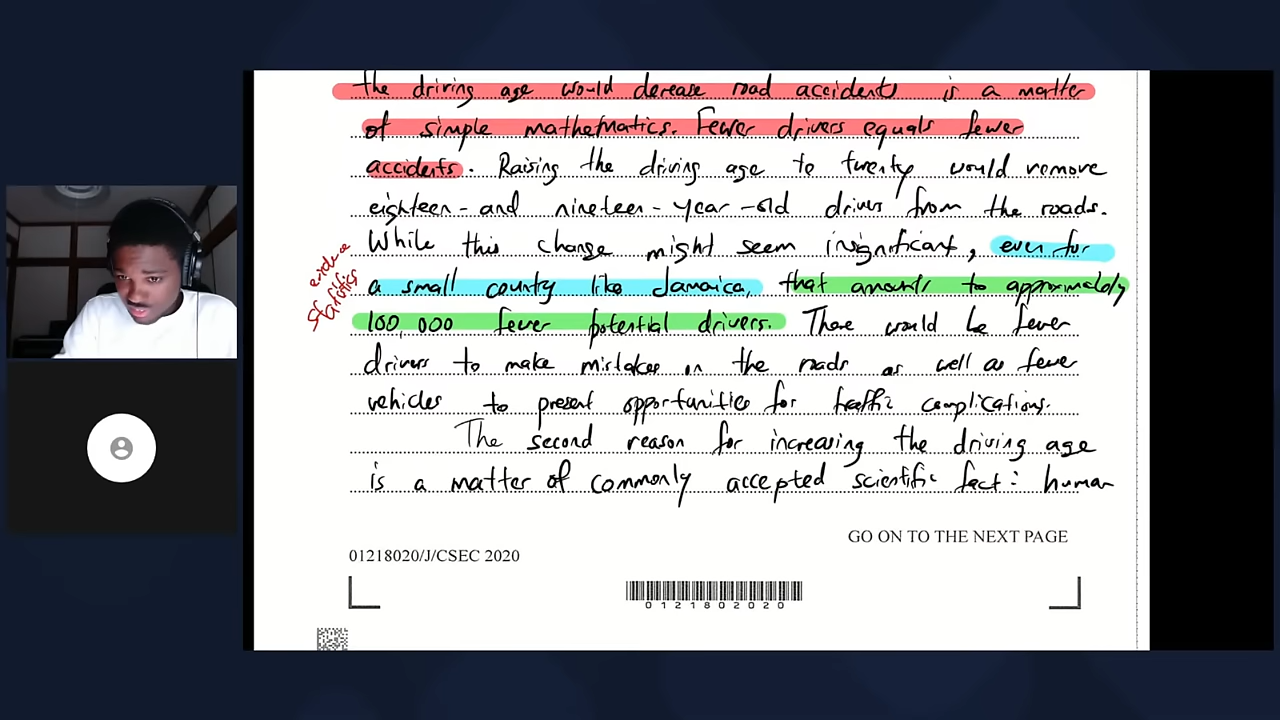 the driving age would derease road accidents is a matter
of simple mathematics. Fewer drivers equals fewer
accidents. Raising the driving age to twenty would remove
eighteen-and nineteen-year-old drivers from the roads.
While this change might seem insignificant, even for
a small county like Jamaica, that amounts to approximately
100,000 fewer potential drivers. There would be fewer
drivers to make mistakes on the roads as well as fewer
vehicles to present opportunities for traffic complications.
The second reason for increasing the driving age
is a matter of commonly accepted scientific fact: human
evidence
statistics
GO ON TO THE NEXT PAGE
01218020/J/CSEC 2020
0121802020